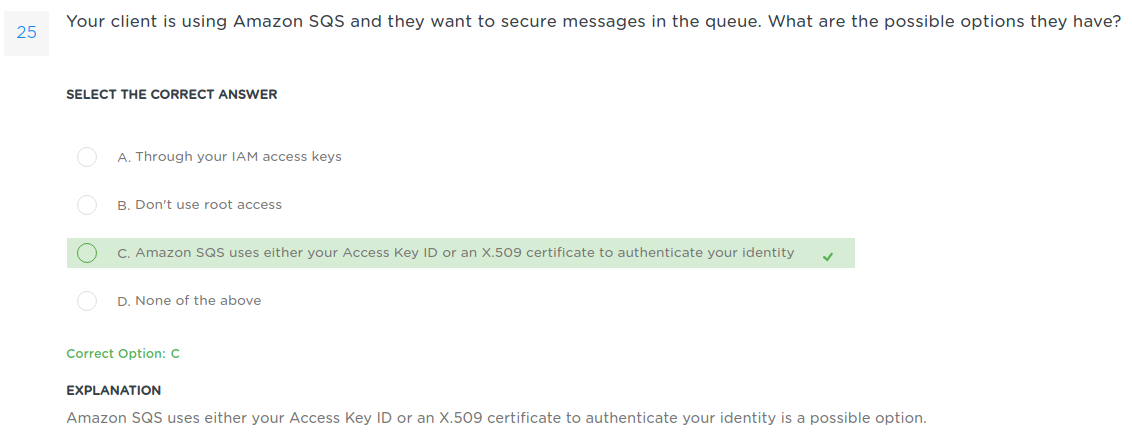 25
Your client is using Amazon SQS and they want to secure messages in the queue. What are the possible options they have?
SELECT THE CORRECT ANSWER
A. Through your IAM access keys
B. Don't use root access
C. Amazon SQS uses either your Access Key ID or an X.509 certificate to authenticate your identity
D. None of the above
Correct Option: C
EXPLANATION
Amazon SQS uses either your Access Key ID or an X.509 certificate to authenticate your identity is a possible option.